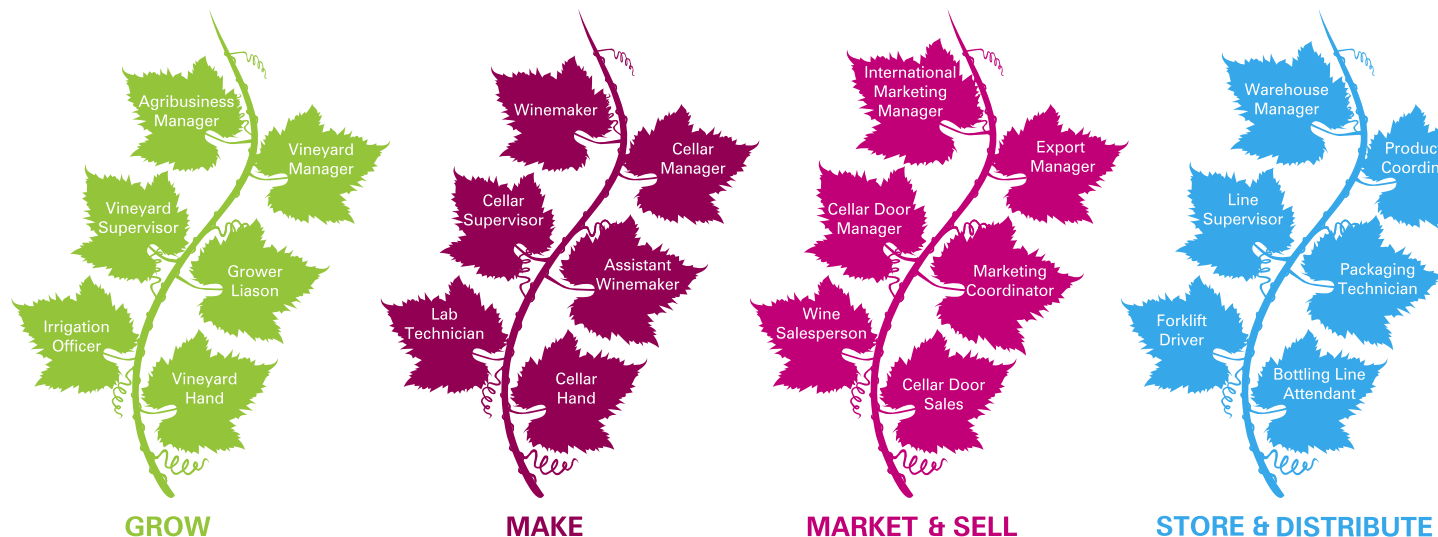 Agribusiness
Manager
Vineyard
Manager
Vineyard
Supervisor
Grower
Liason
Irrigation
Officer
Vineyard
Hand
GROW
Winemaker
Cellar
Manager
Cellar
Supervisor
Assistant
Winemaker
Lab
Technician
Cellar
Hand
MAKE
International
Marketing
Manager
Export
Manager
Cellar Door
Manager
Marketing
Coordinator
Wine
Salesperson
Cellar Door
Sales
MARKET & SELL
Warehouse
Manager
Line
Supervisor
Packaging
Technician
Forklift
Driver
Bottling Line
Attendant
STORE & DISTRIBUTE